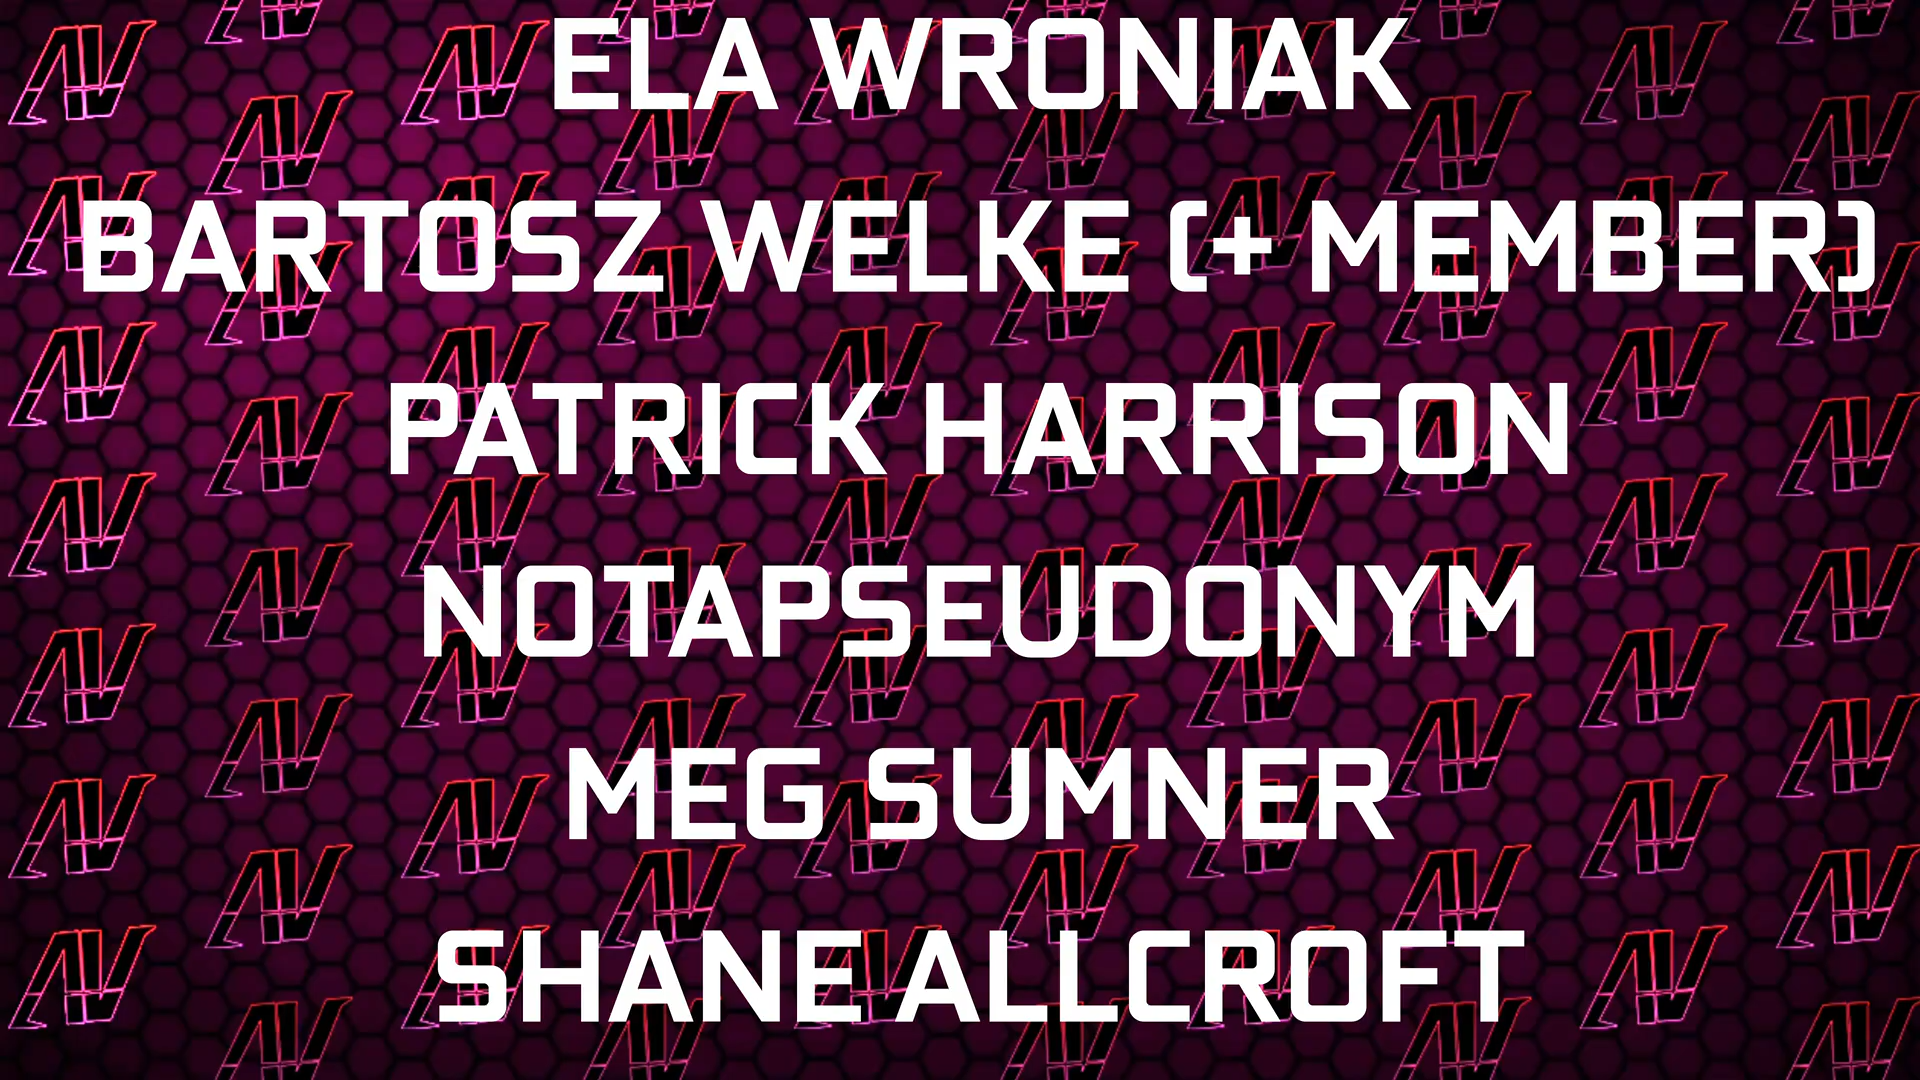 ELA WRONIAK
BARTOSZ WELKE (+ MEMBER)
PATRICK HARRISON
NOTAPSEUDONYM
MEG SUMNER
SHANE ALLCROFT